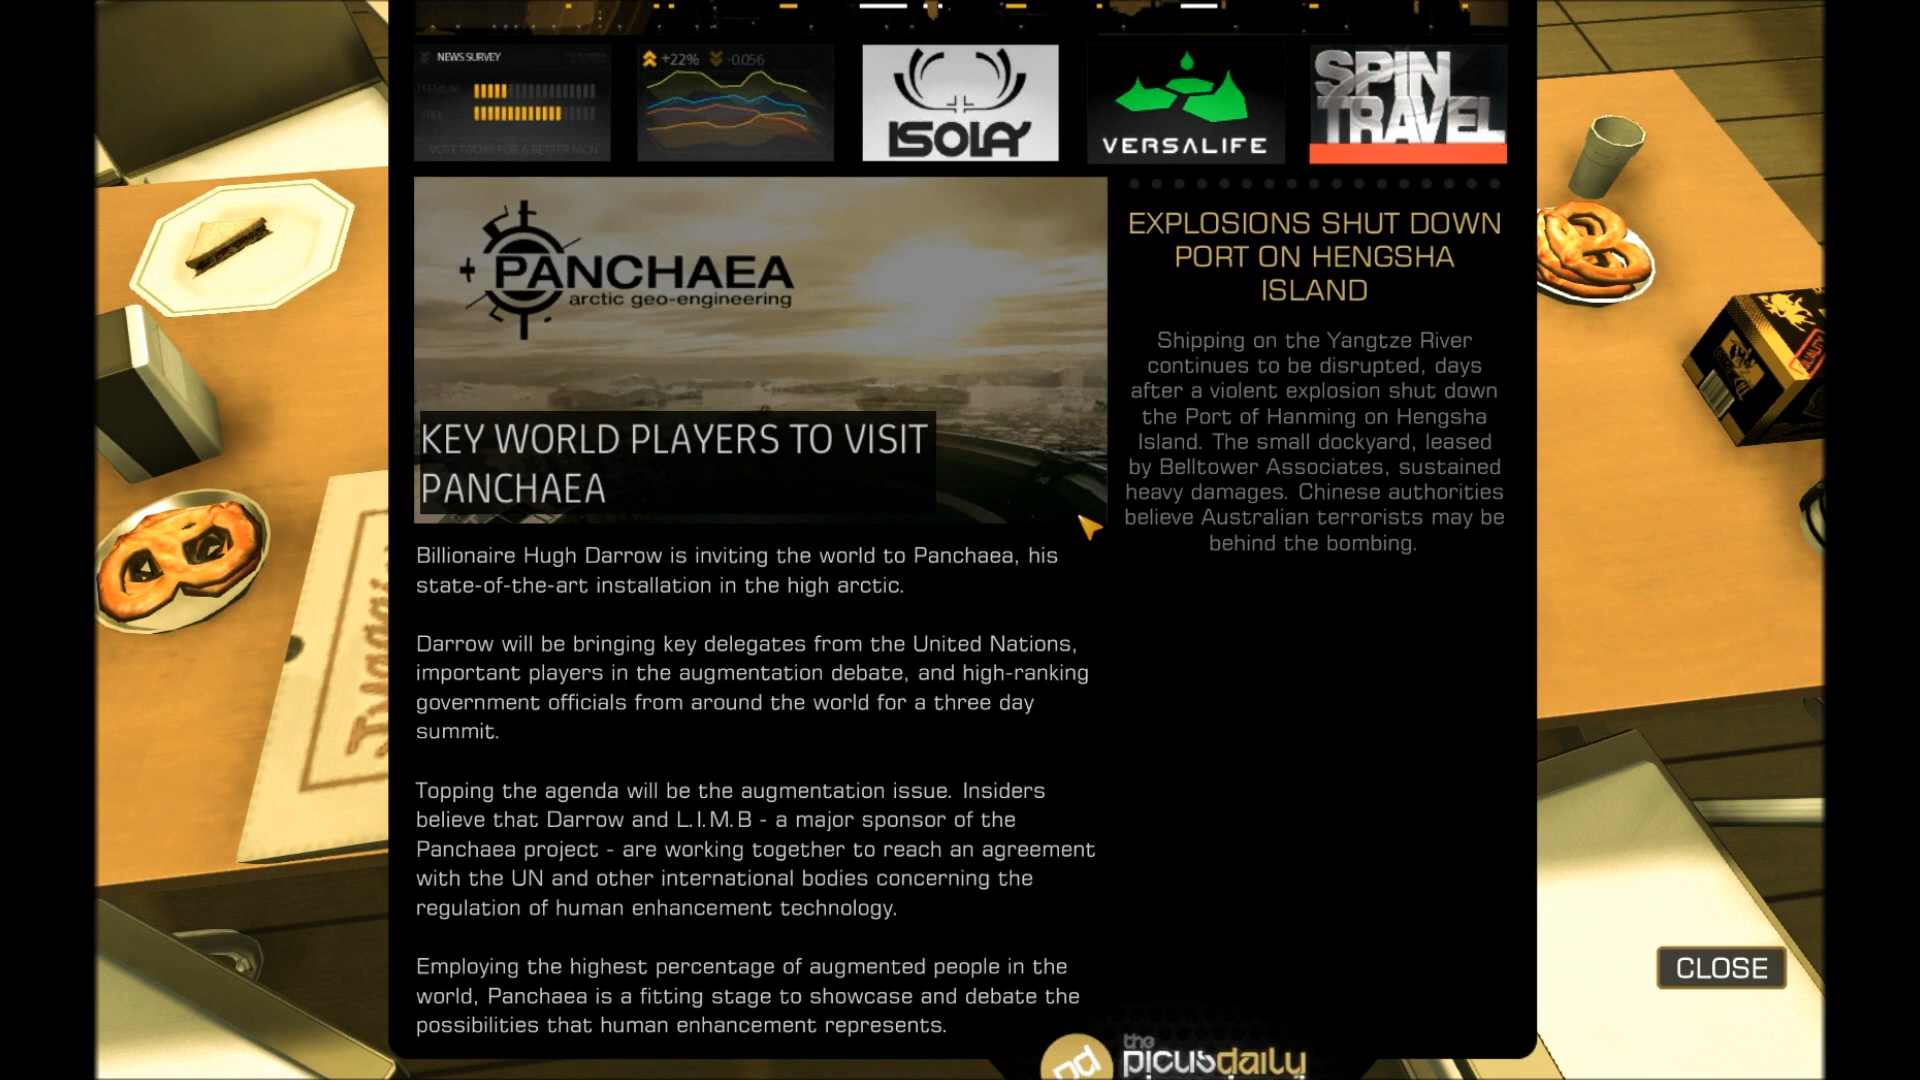 NEWS SURVEY
PREMIUM
FREE
VOTE TODAY FOR A BETTER MCN
+22% -0.056
ISOLAY
VERSALIFE
SPIN
TRAVEL
PANCHAEA
arctic geo-engineering
KEY WORLD PLAYERS TO VISIT
PANCHAEA
Billionaire Hugh Darrow is inviting the world to Panchaea, his
state-of-the-art installation in the high arctic.
Darrow will be bringing key delegates from the United Nations,
important players in the augmentation debate, and high-ranking
government officials from around the world for a three day
summit.
Topping the agenda will be the augmentation issue. Insiders
believe that Darrow and L.I.M.B - a major sponsor of the
Panchaea project - are working together to reach an agreement
with the UN and other international bodies concerning the
regulation of human enhancement technology.
Employing the highest percentage of augmented people in the
world, Panchaea is a fitting stage to showcase and debate the
possibilities that human enhancement represents.
EXPLOSIONS SHUT DOWN
PORT ON HENGSHA
ISLAND
Shipping on the Yangtze River
continues to be disrupted, days
after a violent explosion shut down
the Port of Hanming on Hengsha
Island. The small dockyard, leased
by Belltower Associates, sustained
heavy damages. Chinese authorities
believe Australian terrorists may be
behind the bombing.
CLOSE
pd
the
picusdaily